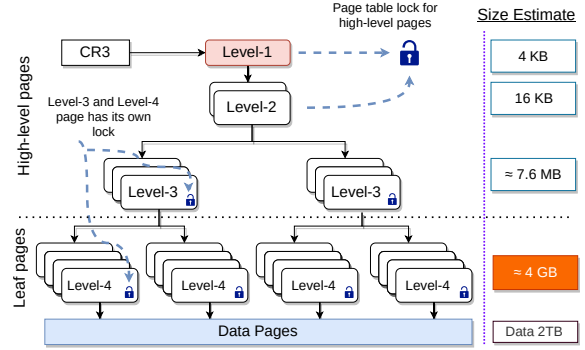 Page table lock for
high-level pages
Size Estimate
CR3
Level-1
4 KB
High-level pages
Level-2
16 KB
Level-3 and Level-4
page has its own
lock
Level-3
Level-3
≈ 7.6 MB
Leaf pages
Level-4
Level-4
Level-4
Level-4
≈ 4 GB
Data Pages
Data 2TB